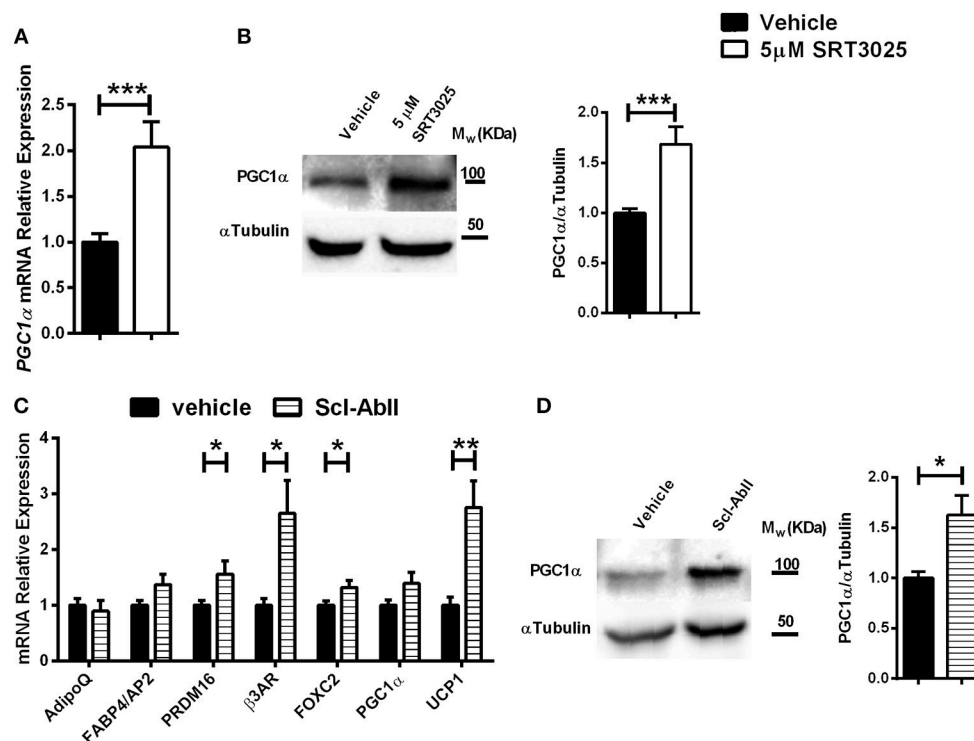 Vehicle
5μM SRT3025
A
***
PGC1α mRNA Relative Expression
2.5
2.0
1.5
1.0
0.5
0.0
B
Vehicle
5 μM
SRT3025
Mw(KDa)
PGC1α
100
αTubulin
50
***
PGC1α/αTubulin
2.0
1.5
1.0
0.5
0.0
C
vehicle
Scl-AbII
mRNA Relative Expression
4
3
2
1
0
*
*
*
**
AdipoQ
FABP4/AP2
PRDM16
β3AR
FOXC2
PGC1α
UCP1
D
Vehicle
Scl-AbII
Mw(KDa)
PGC1α
100
αTubulin
50
*
PGC1α/αTubulin
2.0
1.5
1.0
0.5
0.0